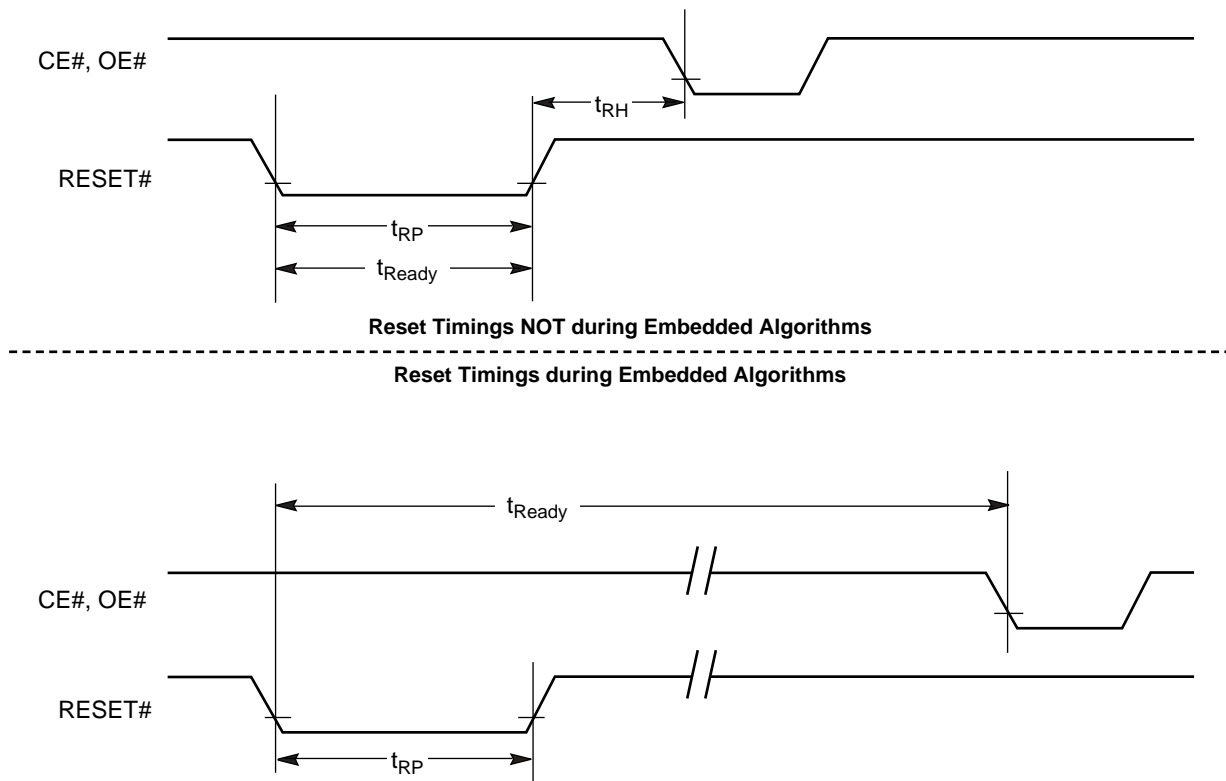 CE#, OE#
tRH
RESET#
tRP
tReady
Reset Timings NOT during Embedded Algorithms
Reset Timings during Embedded Algorithms
tReady
CE#, OE#
RESET#
tRP